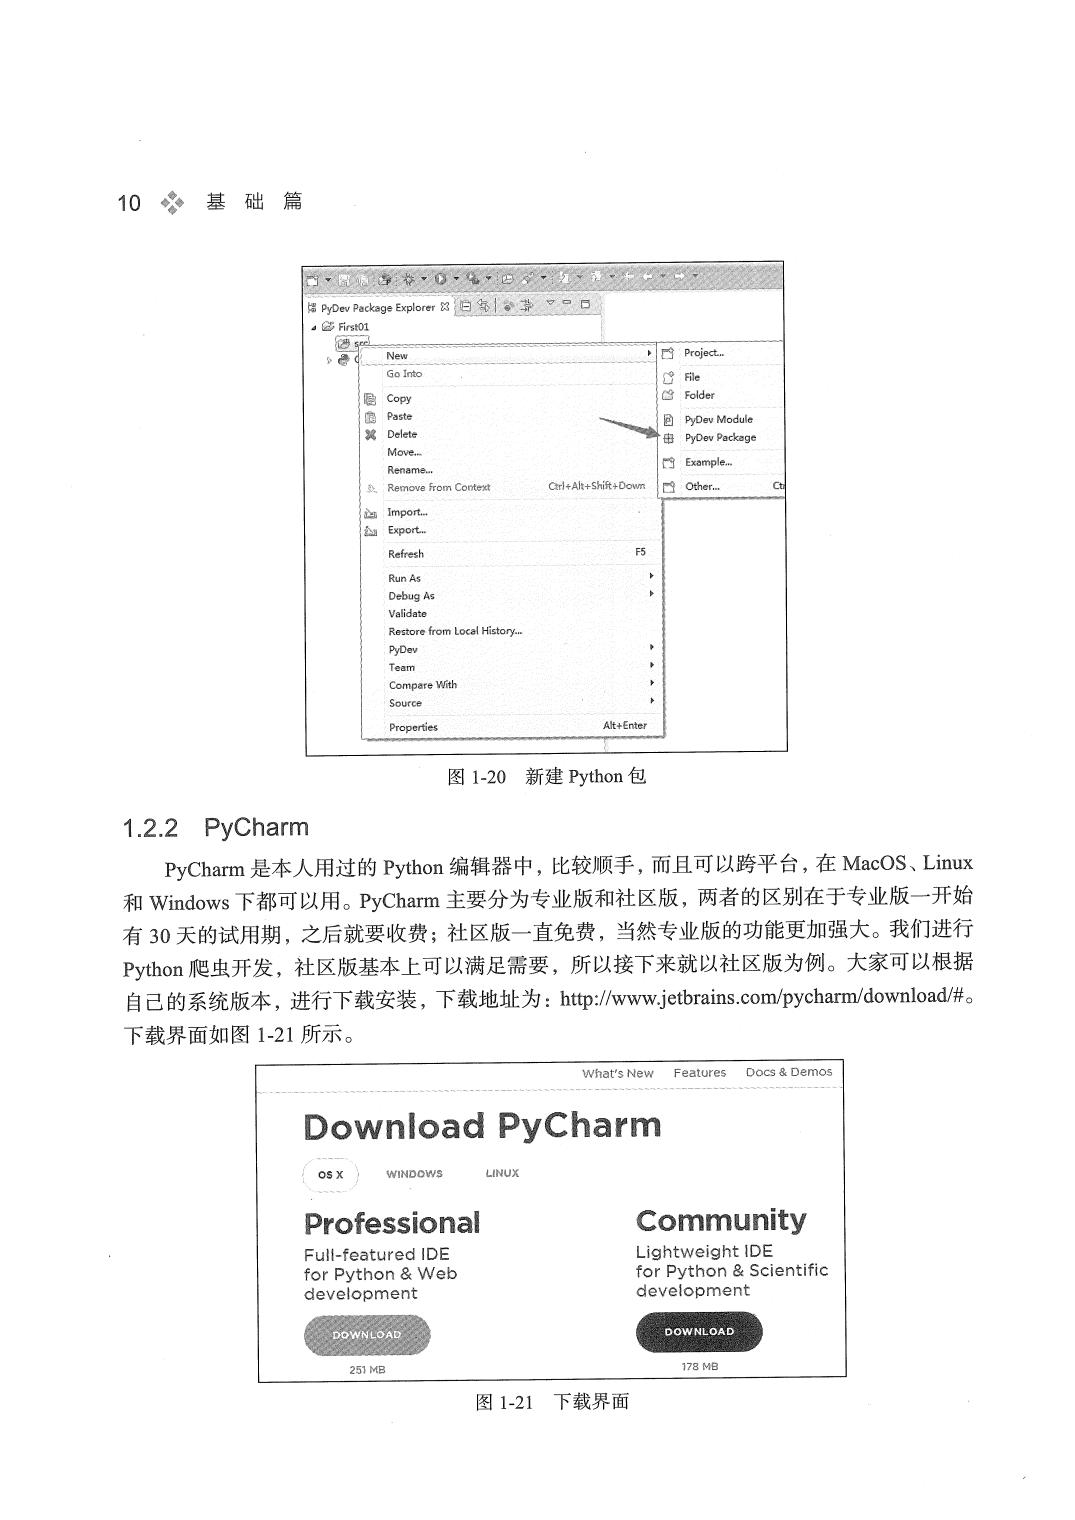 10 基 础 篇
PyDev Package Explorer
First01
src
New
Go Into
Copy
Paste
Delete
Move...
Rename...
Remove from Context Ctrl+Alt+Shift+Down
Import...
Export...
Refresh F5
Run As
Debug As
Validate
Restore from Local History...
PyDev
Team
Compare With
Source
Properties Alt+Enter
Project...
File
Folder
PyDev Module
PyDev Package
Example...
Other... Ctr
图 1-20 新建 Python 包
1.2.2 PyCharm
PyCharm 是本人用过的 Python 编辑器中，比较顺手，而且可以跨平台，在 MacOS、Linux
和 Windows 下都可以用。PyCharm 主要分为专业版和社区版，两者的区别在于专业版一开始
有 30 天的试用期，之后就要收费；社区版一直免费，当然专业版的功能更加强大。我们进行
Python 爬虫开发，社区版基本上可以满足需要，所以接下来就以社区版为例。大家可以根据
自己的系统版本，进行下载安装，下载地址为：http://www.jetbrains.com/pycharm/download/#。
下载界面如图 1-21 所示。
What's New Features Docs & Demos
Download PyCharm
OS X WINDOWS LINUX
Professional
Full-featured IDE
for Python & Web
development
DOWNLOAD
251 MB
Community
Lightweight IDE
for Python & Scientific
development
DOWNLOAD
178 MB
图 1-21 下载界面